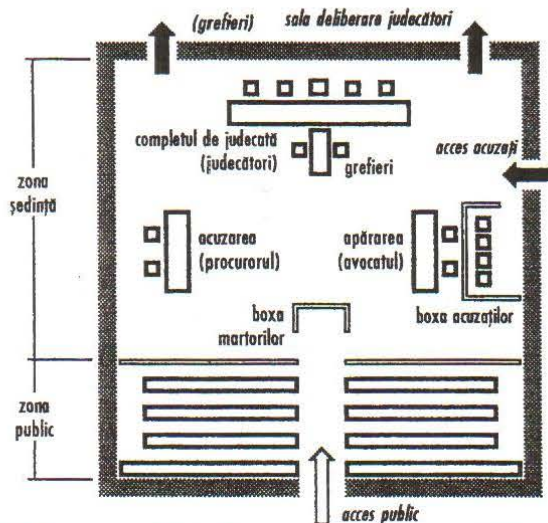 (grefieri)
sala deliberare judecători
completul de judecată
(judecători)
grefieri
acces acuzați
zona
ședință
acuzarea
(procurorul)
apărarea
(avocatul)
boxa
martorilor
boxa acuzaților
zona
public
acces public